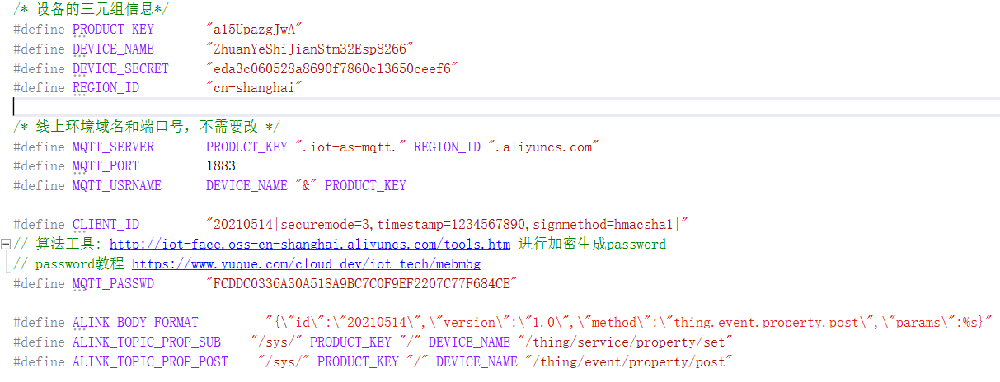 /* 设备的三元组信息*/
#define PRODUCT_KEY "a15UpazgJwA"
#define DEVICE_NAME "ZhuanYeShiJianStm32Esp8266"
#define DEVICE_SECRET "eda3c060528a8690f7860c13650ceef6"
#define REGION_ID "cn-shanghai"
/* 线上环境域名和端口号，不需要改 */
#define MQTT_SERVER PRODUCT_KEY ".iot-as-mqtt." REGION_ID ".aliyuncs.com"
#define MQTT_PORT 1883
#define MQTT_USRNAME DEVICE_NAME "&" PRODUCT_KEY
#define CLIENT_ID "20210514|securemode=3,timestamp=1234567890,signmethod=hmacsha1|"
// 算法工具: http://iot-face.oss-cn-shanghai.aliyuncs.com/tools.htm 进行加密生成password
// password教程 https://www.yuque.com/cloud-dev/iot-tech/mebm5g
#define MQTT_PASSWD "FCDDC0336A30A518A9BC7C0F9EF2207C77F684CE"
#define ALINK_BODY_FORMAT "{\"id\":\"20210514\",\"version\":\"1.0\",\"method\":\"thing.event.property.post\",\"params\":%s}"
#define ALINK_TOPIC_PROP_SUB "/sys/" PRODUCT_KEY "/" DEVICE_NAME "/thing/service/property/set"
#define ALINK_TOPIC_PROP_POST "/sys/" PRODUCT_KEY "/" DEVICE_NAME "/thing/event/property/post"